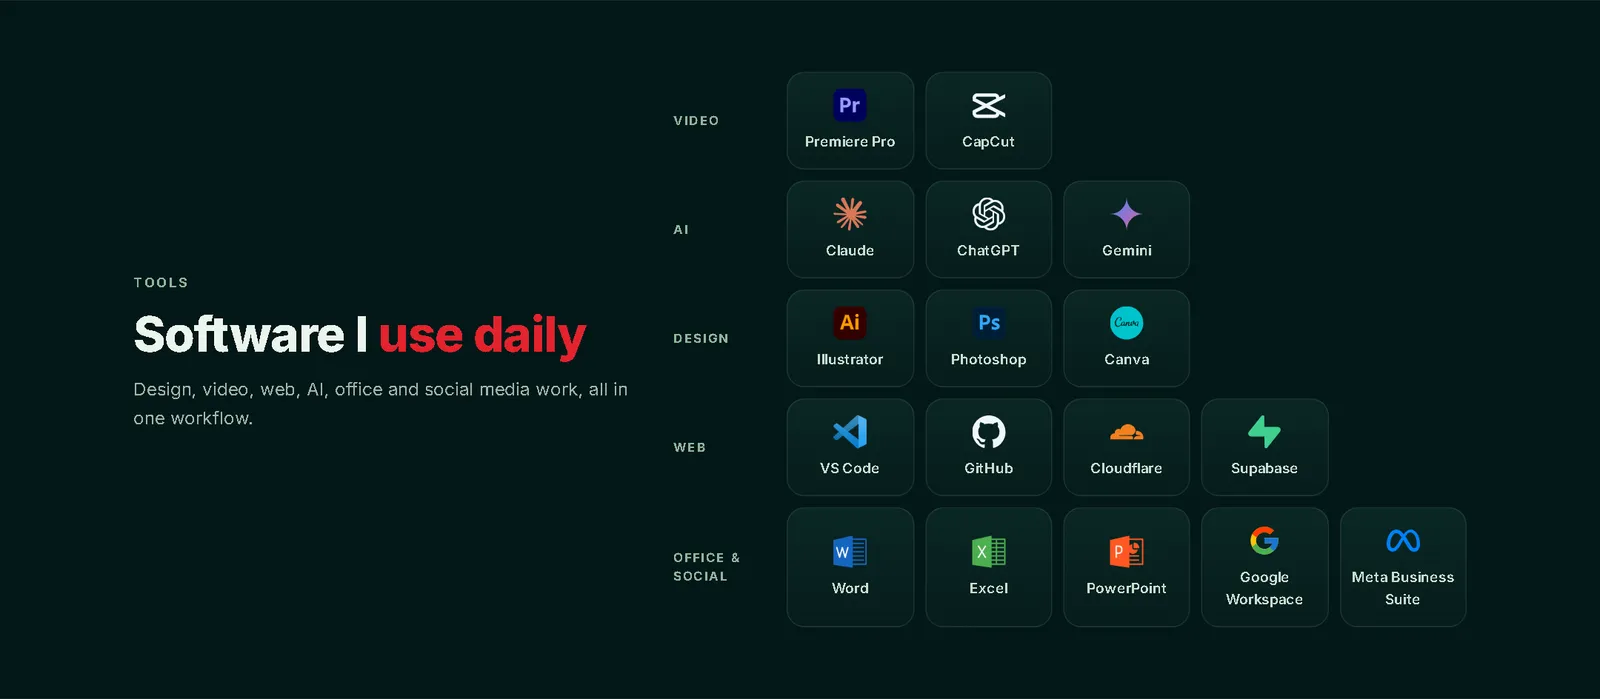 TOOLS
Software I use daily
Design, video, web, AI, office and social media work, all in
one workflow.
VIDEO
Pr
Premiere Pro
CapCut
AI
Claude
ChatGPT
Gemini
DESIGN
Ai
Illustrator
Ps
Photoshop
Canva
Canva
WEB
VS Code
GitHub
Cloudflare
Supabase
OFFICE &
SOCIAL
W
Word
X
Excel
P
PowerPoint
G
Google
Workspace
Meta Business
Suite